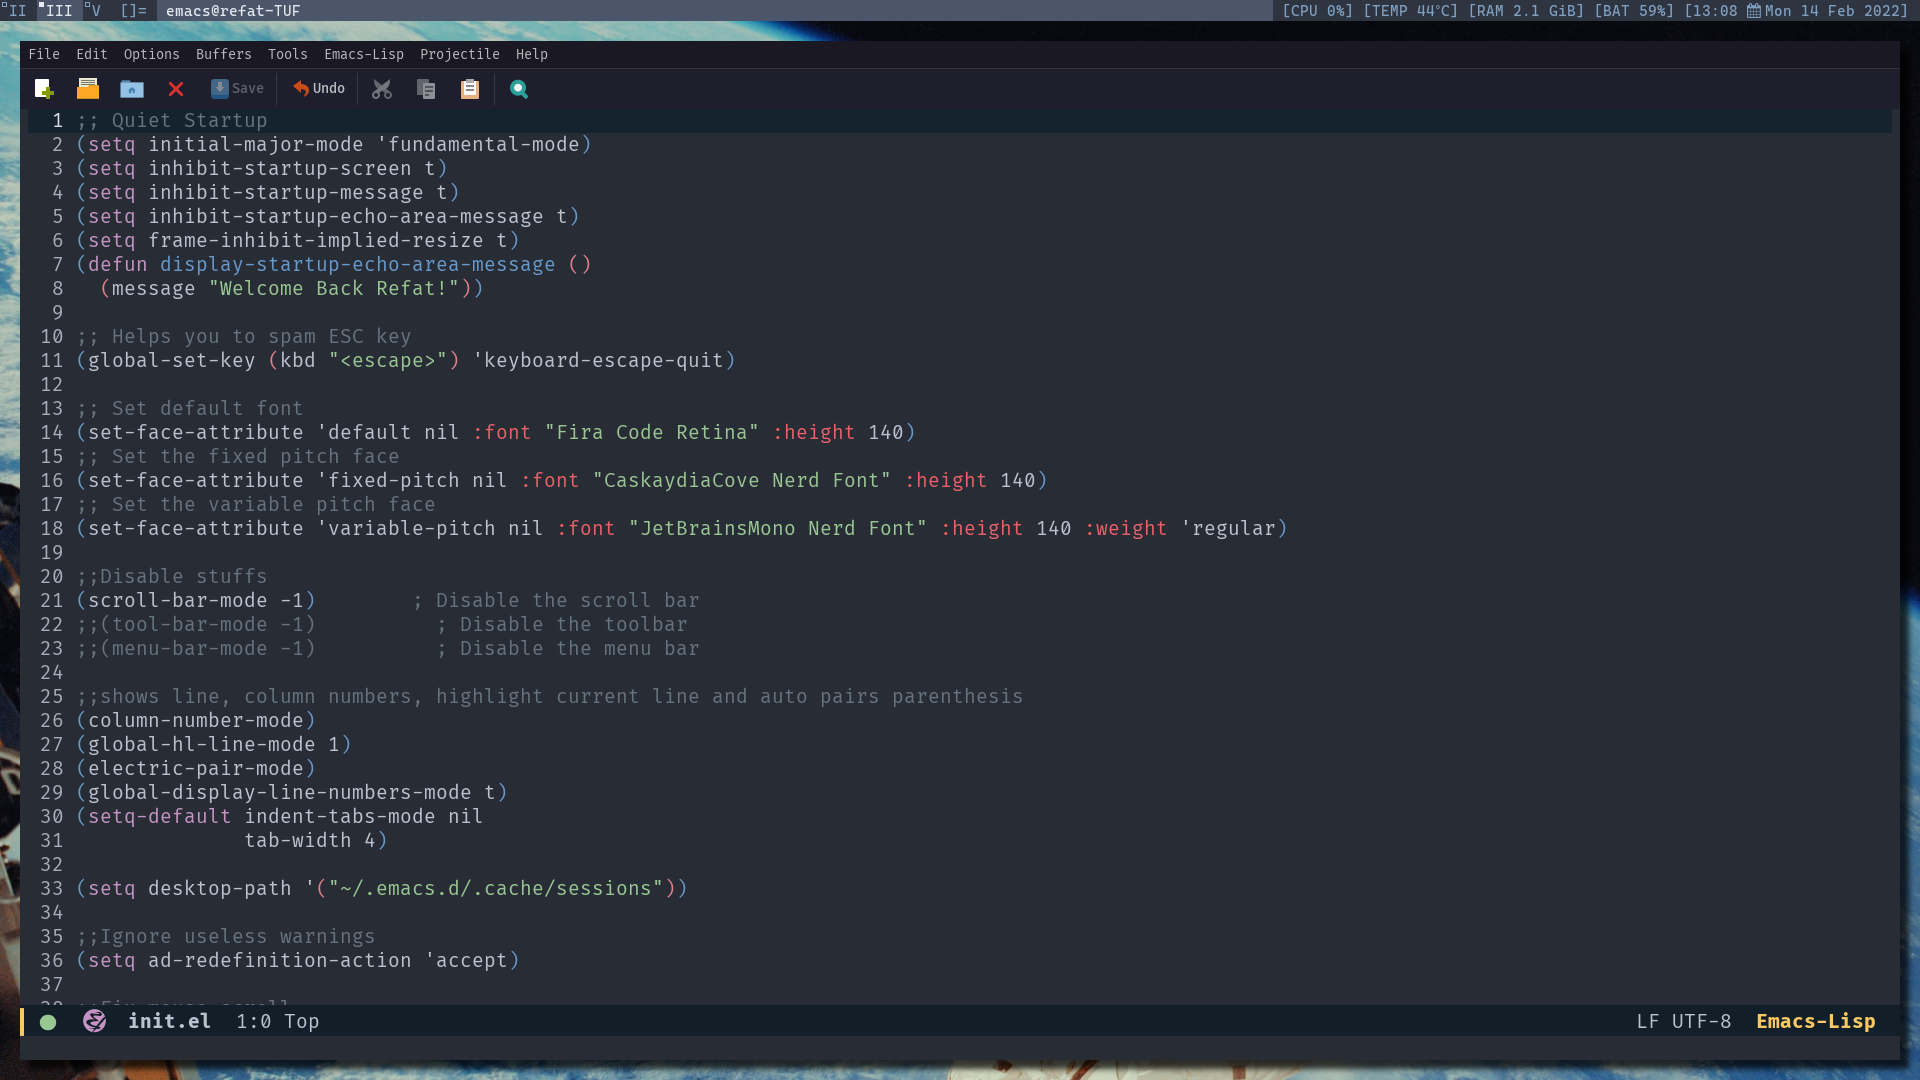 II III V []= emacs@refat-TUF [CPU 0%] [TEMP 44°C] [RAM 2.1 GiB] [BAT 59%] [13:08 Mon 14 Feb 2022]
File Edit Options Buffers Tools Emacs-Lisp Projectile Help
Save Undo
1 ;; Quiet Startup
2 (setq initial-major-mode 'fundamental-mode)
3 (setq inhibit-startup-screen t)
4 (setq inhibit-startup-message t)
5 (setq inhibit-startup-echo-area-message t)
6 (setq frame-inhibit-implied-resize t)
7 (defun display-startup-echo-area-message ()
8   (message "Welcome Back Refat!"))
9
10 ;; Helps you to spam ESC key
11 (global-set-key (kbd "<escape>") 'keyboard-escape-quit)
12
13 ;; Set default font
14 (set-face-attribute 'default nil :font "Fira Code Retina" :height 140)
15 ;; Set the fixed pitch face
16 (set-face-attribute 'fixed-pitch nil :font "CaskaydiaCove Nerd Font" :height 140)
17 ;; Set the variable pitch face
18 (set-face-attribute 'variable-pitch nil :font "JetBrainsMono Nerd Font" :height 140 :weight 'regular)
19
20 ;;Disable stuffs
21 (scroll-bar-mode -1)        ; Disable the scroll bar
22 ;;(tool-bar-mode -1)          ; Disable the toolbar
23 ;;(menu-bar-mode -1)          ; Disable the menu bar
24
25 ;;shows line, column numbers, highlight current line and auto pairs parenthesis
26 (column-number-mode)
27 (global-hl-line-mode 1)
28 (electric-pair-mode)
29 (global-display-line-numbers-mode t)
30 (setq-default indent-tabs-mode nil
31               tab-width 4)
32
33 (setq desktop-path '("~/.emacs.d/.cache/sessions"))
34
35 ;;Ignore useless warnings
36 (setq ad-redefinition-action 'accept)
37
38 ;;Fix mouse scroll
init.el 1:0 Top LF UTF-8 Emacs-Lisp